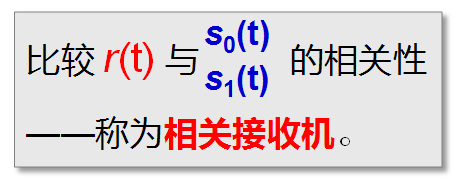 比较 r(t) 与 s₀(t) s₁(t) 的相关性
——称为相关接收机。